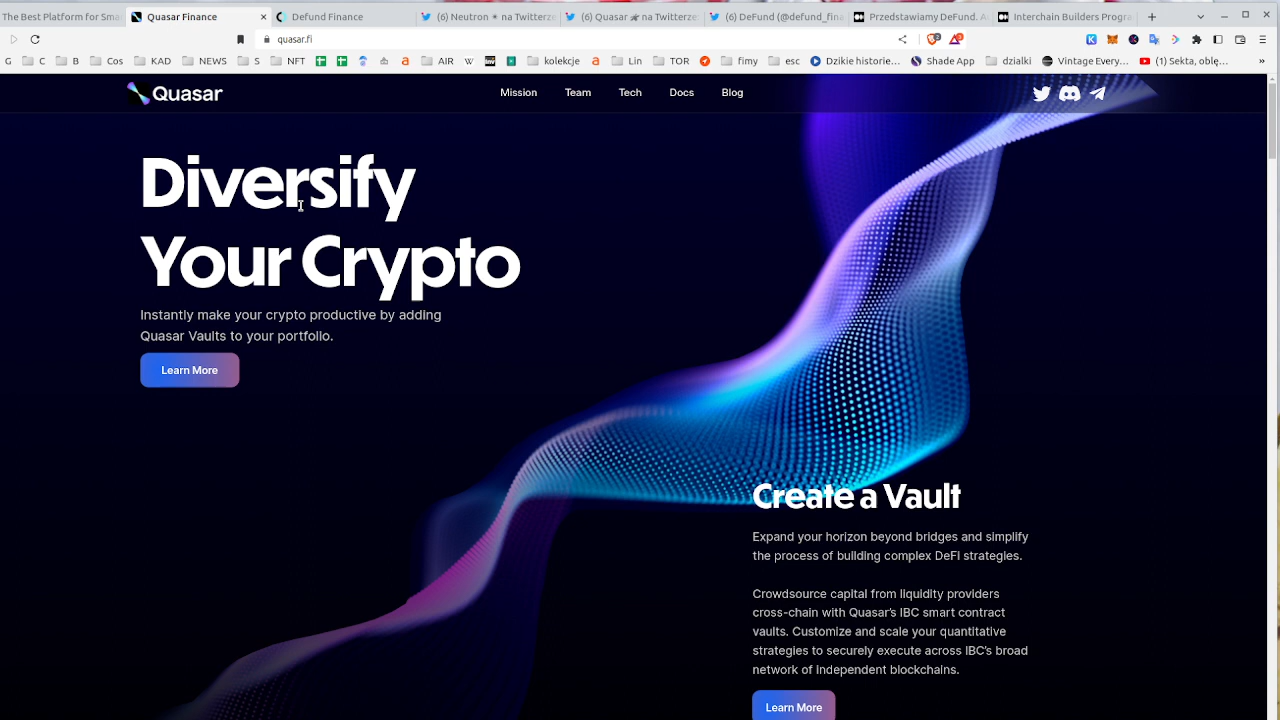 The Best Platform for Sma
Quasar Finance
Defund Finance
(6) Neutron ☀ na Twitterze
(6) Quasar na Twitterze:
(6) DeFund (@defund_fina
Przedstawiamy DeFund. A
Interchain Builders Progra
quasar.fi
G
C
B
Cos
KAD
NEWS
S
NFT
AIR
W
kolekcje
Lin
TOR
fimy
esc
Dzikie historie...
Shade App
dzialki
Vintage Every...
(1) Sekta, oblę...
»
Quasar
Mission
Team
Tech
Docs
Blog
Diversify
Your Crypto
Instantly make your crypto productive by adding
Quasar Vaults to your portfolio.
Learn More
Create a Vault
Expand your horizon beyond bridges and simplify
the process of building complex DeFi strategies.
Crowdsource capital from liquidity providers
cross-chain with Quasar's IBC smart contract
vaults. Customize and scale your quantitative
strategies to securely execute across IBC's broad
network of independent blockchains.
Learn More